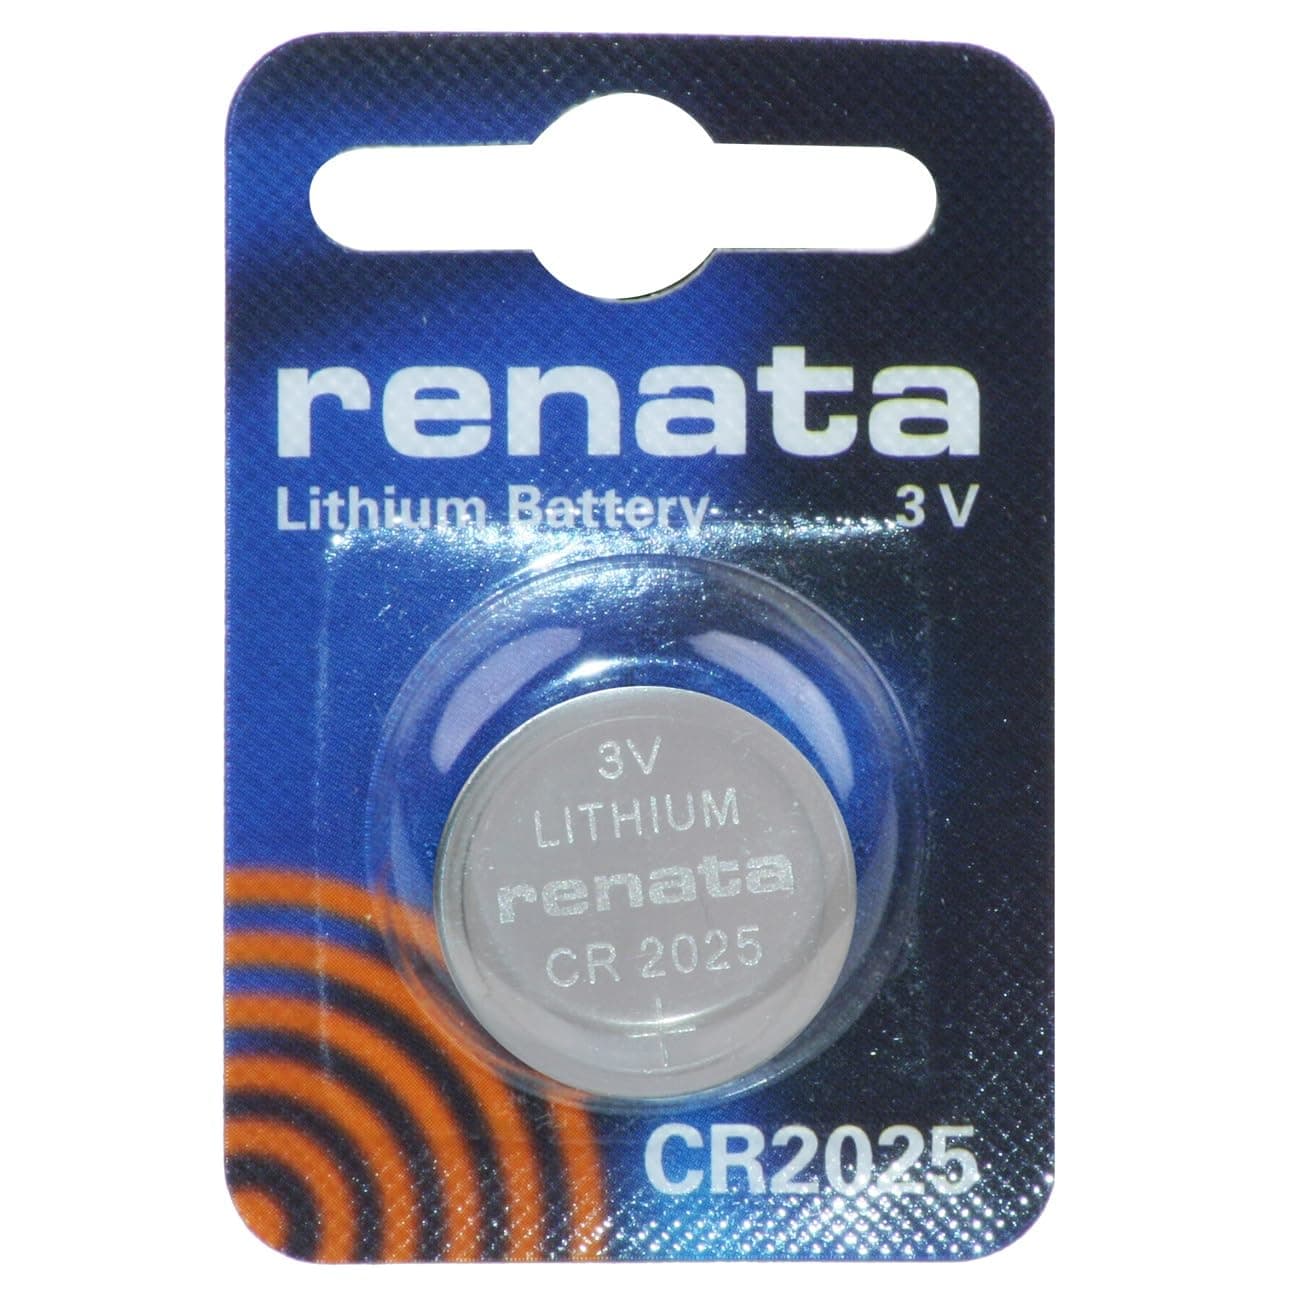 renata
Lithium Battery 3 V
3V
LITHIUM
renata
CR 2025
+
CR2025